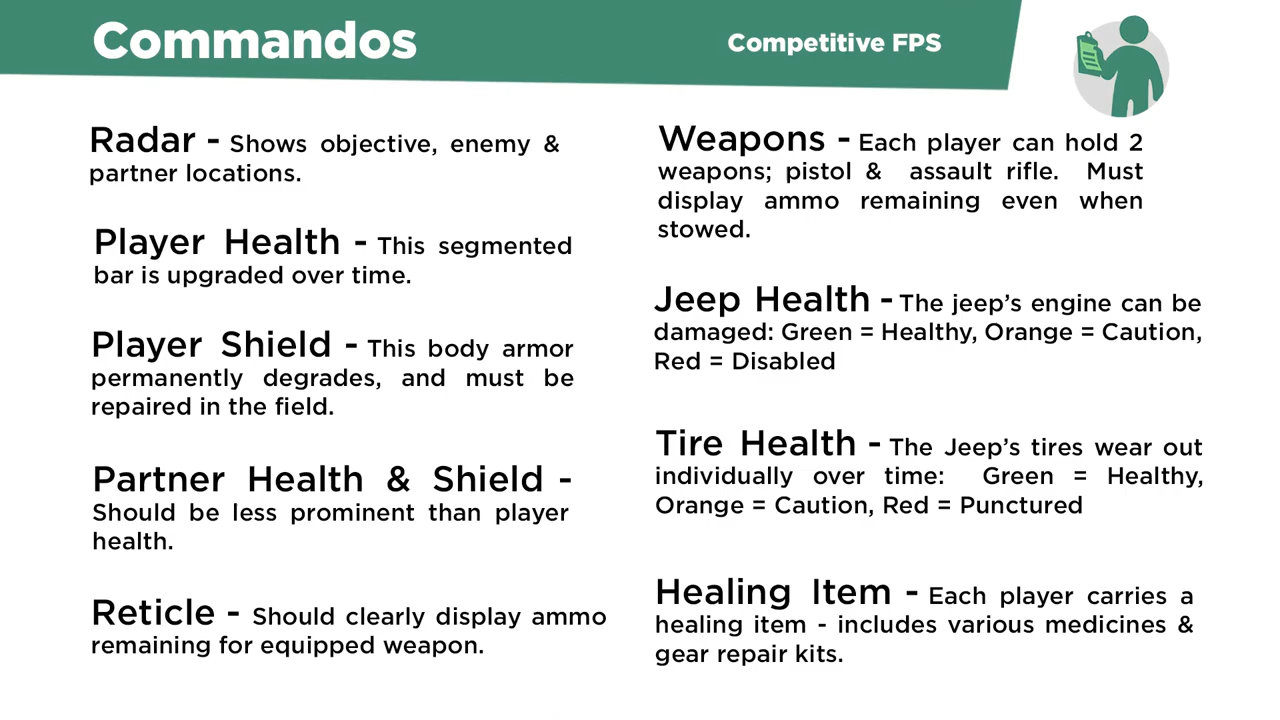 Commandos
Competitive FPS
Radar - Shows objective, enemy &
partner locations.
Player Health - This segmented
bar is upgraded over time.
Player Shield - This body armor
permanently degrades, and must be
repaired in the field.
Partner Health & Shield -
Should be less prominent than player
health.
Reticle - Should clearly display ammo
remaining for equipped weapon.
Weapons - Each player can hold 2
weapons; pistol & assault rifle. Must
display ammo remaining even when
stowed.
Jeep Health - The jeep’s engine can be
damaged: Green = Healthy, Orange = Caution,
Red = Disabled
Tire Health - The Jeep’s tires wear out
individually over time: Green = Healthy,
Orange = Caution, Red = Punctured
Healing Item - Each player carries a
healing item - includes various medicines &
gear repair kits.